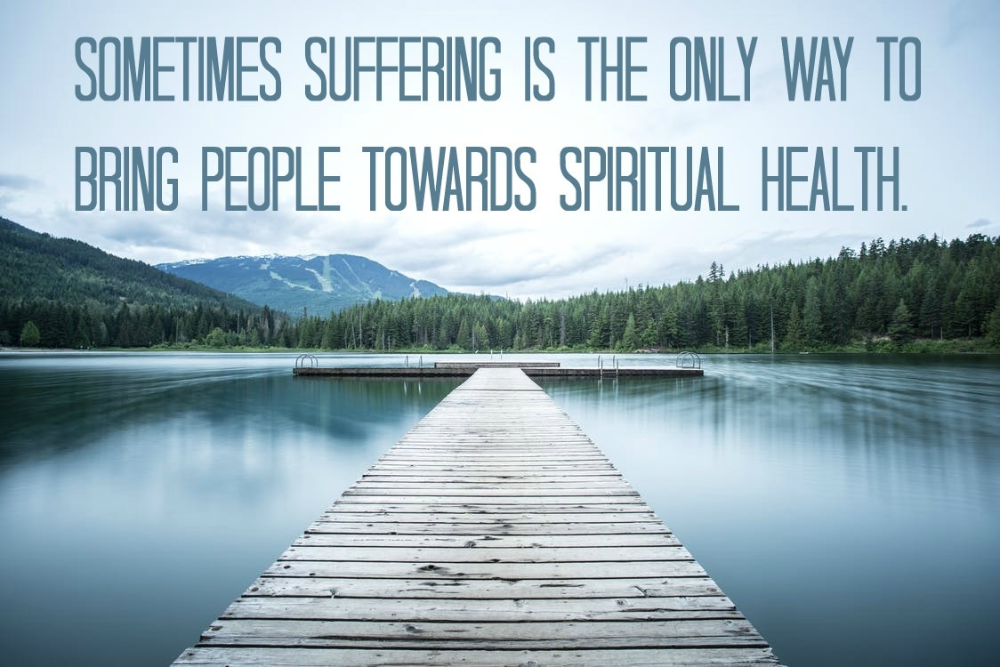 SOMETIMES SUFFERING IS THE ONLY WAY TO
BRING PEOPLE TOWARDS SPIRITUAL HEALTH.